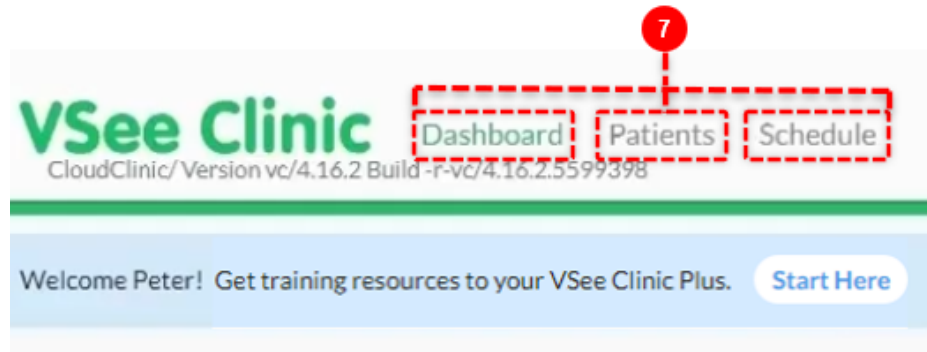 7
VSee Clinic Dashboard Patients Schedule
CloudClinic/ Version vc/4.16.2 Build -r-vc/4.16.2.5599398
Welcome Peter! Get training resources to your VSee Clinic Plus. Start Here